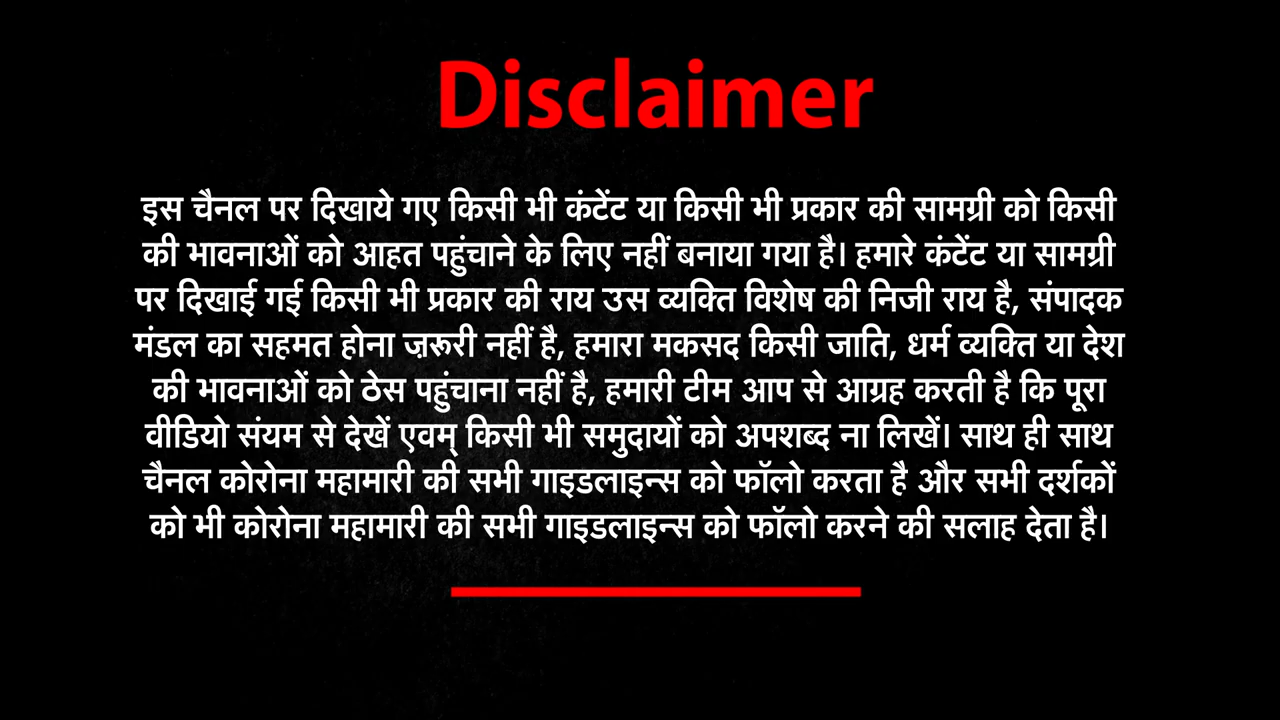 Disclaimer
इस चैनल पर दिखाये गए किसी भी कंटेंट या किसी भी प्रकार की सामग्री को किसी
की भावनाओं को आहत पहुंचाने के लिए नहीं बनाया गया है। हमारे कंटेंट या सामग्री
पर दिखाई गई किसी भी प्रकार की राय उस व्यक्ति विशेष की निजी राय है, संपादक
मंडल का सहमत होना ज़रूरी नहीं है, हमारा मकसद किसी जाति, धर्म व्यक्ति या देश
की भावनाओं को ठेस पहुंचाना नहीं है, हमारी टीम आप से आग्रह करती है कि पूरा
वीडियो संयम से देखें एवम् किसी भी समुदायों को अपशब्द ना लिखें। साथ ही साथ
चैनल कोरोना महामारी की सभी गाइडलाइन्स को फॉलो करता है और सभी दर्शकों
को भी कोरोना महामारी की सभी गाइडलाइन्स को फॉलो करने की सलाह देता है।